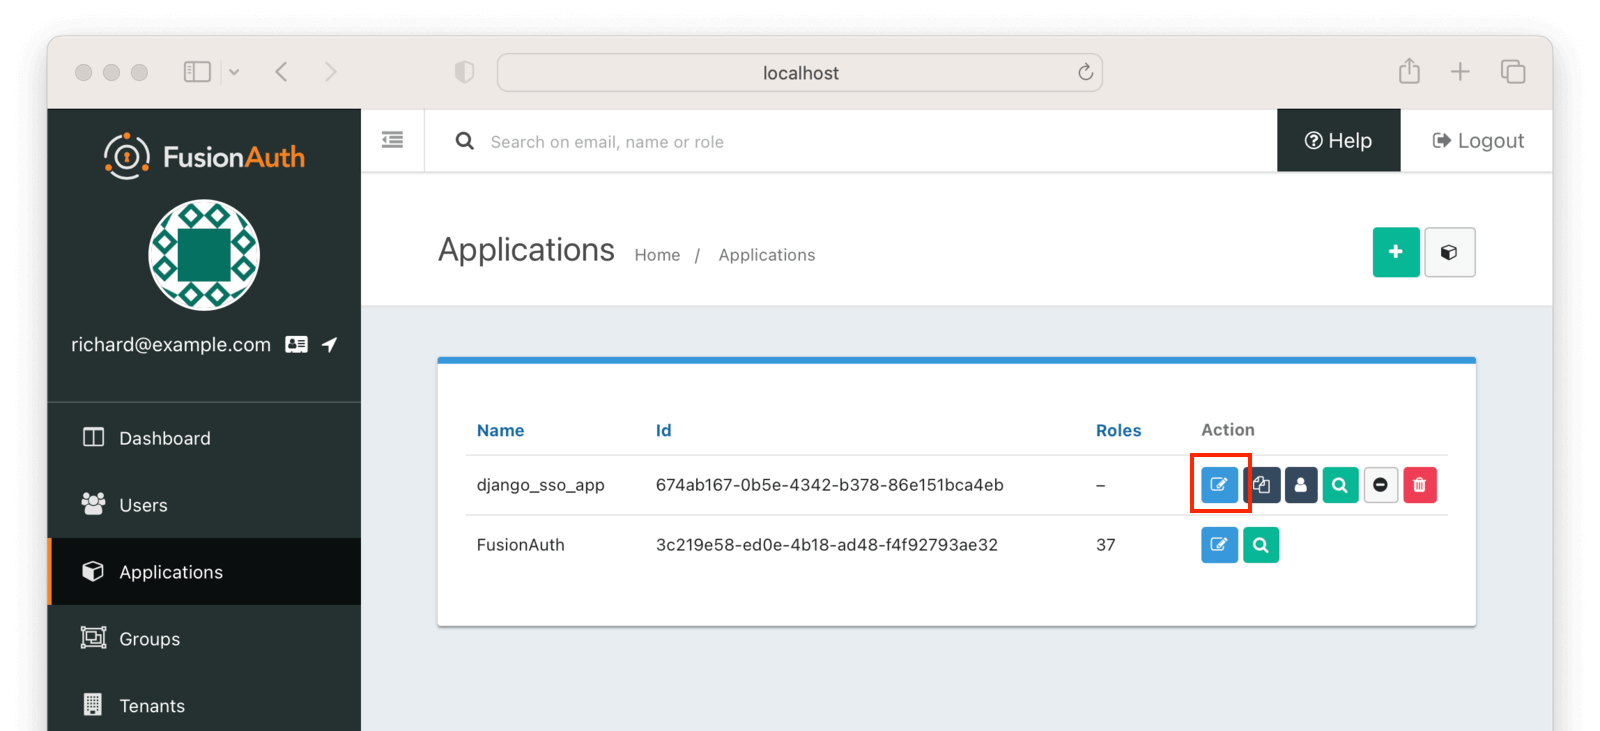 localhost
FusionAuth
Search on email, name or role
Help
Logout
richard@example.com
Dashboard
Users
Applications
Groups
Tenants
Applications
Home / Applications
Name Id Roles Action
django_sso_app 674ab167-0b5e-4342-b378-86e151bca4eb –
FusionAuth 3c219e58-ed0e-4b18-ad48-f4f92793ae32 37